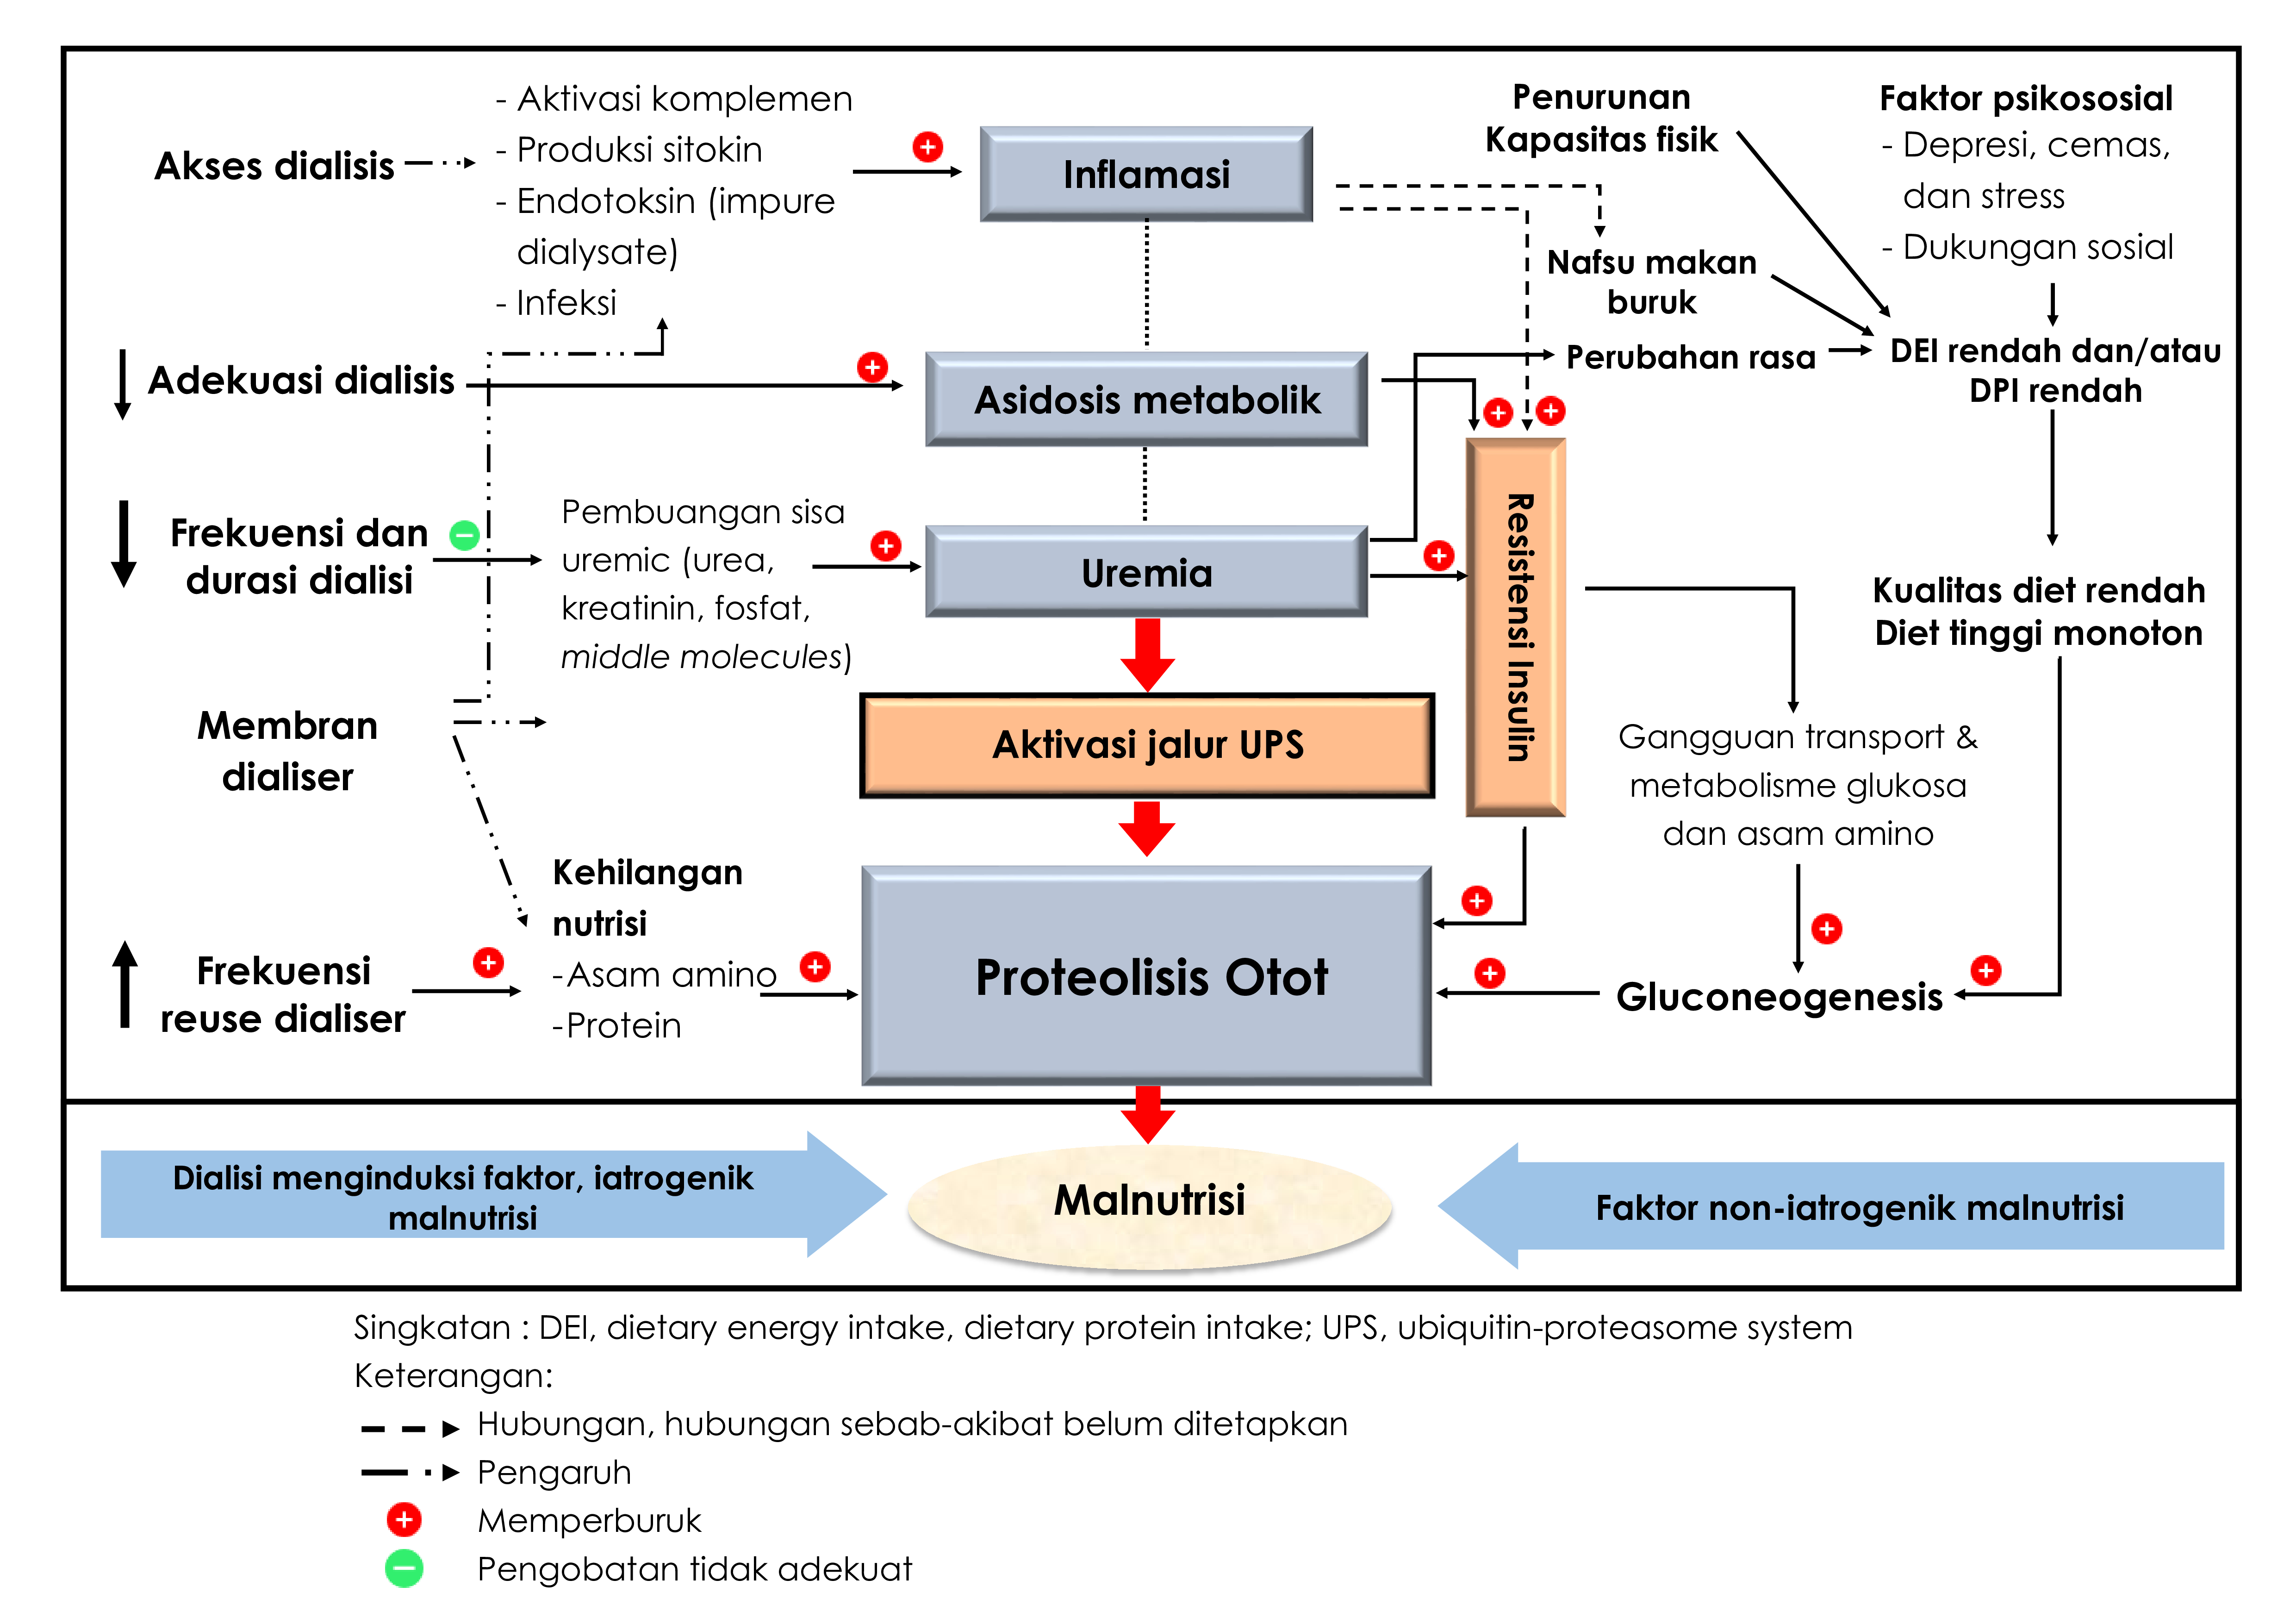 Akses dialisis
- Aktivasi komplemen
- Produksi sitokin
- Endotoksin (impure
dialysate)
- Infeksi
Inflamasi
Penurunan
Kapasitas fisik
Faktor psikososial
- Depresi, cemas,
dan stress
- Dukungan sosial
Nafsu makan
buruk
Perubahan rasa
DEI rendah dan/atau
DPI rendah
Adekuasi dialisis
Asidosis metabolik
Frekuensi dan
durasi dialisi
Pembuangan sisa
uremic (urea,
kreatinin, fosfat,
middle molecules)
Uremia
Resistensi Insulin
Kualitas diet rendah
Diet tinggi monoton
Membran
dialiser
Aktivasi jalur UPS
Gangguan transport &
metabolisme glukosa
dan asam amino
Kehilangan
nutrisi
-Asam amino
-Protein
Frekuensi
reuse dialiser
Proteolisis Otot
Gluconeogenesis
Dialisi menginduksi faktor, iatrogenik
malnutrisi
Malnutrisi
Faktor non-iatrogenik malnutrisi
Singkatan : DEI, dietary energy intake, dietary protein intake; UPS, ubiquitin-proteasome system
Keterangan:
Hubungan, hubungan sebab-akibat belum ditetapkan
Pengaruh
+ Memperburuk
− Pengobatan tidak adekuat